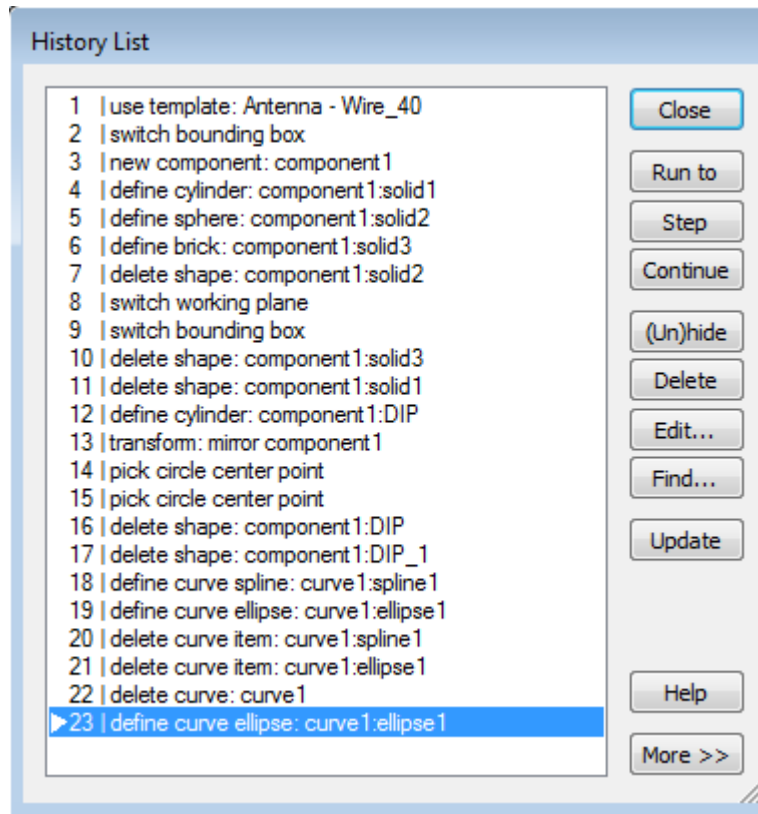 History List
1 | use template: Antenna - Wire_40
2 | switch bounding box
3 | new component: component1
4 | define cylinder: component1:solid1
5 | define sphere: component1:solid2
6 | define brick: component1:solid3
7 | delete shape: component1:solid2
8 | switch working plane
9 | switch bounding box
10 | delete shape: component1:solid3
11 | delete shape: component1:solid1
12 | define cylinder: component1:DIP
13 | transform: mirror component1
14 | pick circle center point
15 | pick circle center point
16 | delete shape: component1:DIP
17 | delete shape: component1:DIP_1
18 | define curve spline: curve1:spline1
19 | define curve ellipse: curve1:ellipse1
20 | delete curve item: curve1:spline1
21 | delete curve item: curve1:ellipse1
22 | delete curve: curve1
23 | define curve ellipse: curve1:ellipse1
Close
Run to
Step
Continue
(Un)hide
Delete
Edit...
Find...
Update
Help
More >>